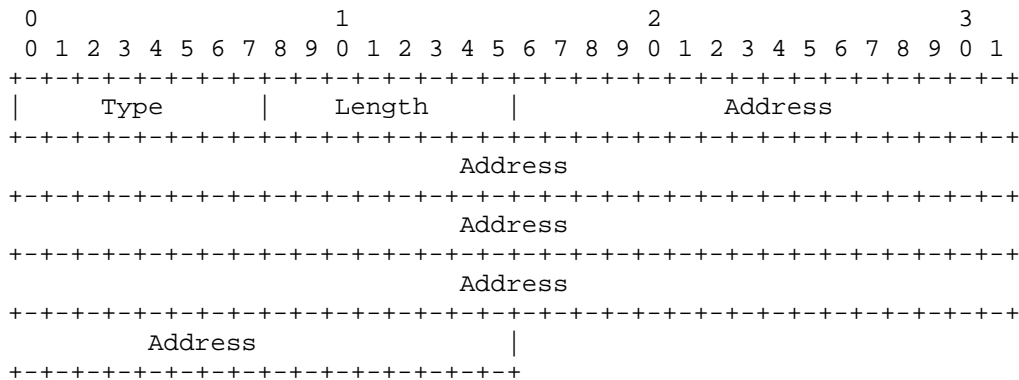 0                   1                   2                   3
 0 1 2 3 4 5 6 7 8 9 0 1 2 3 4 5 6 7 8 9 0 1 2 3 4 5 6 7 8 9 0 1
+-+-+-+-+-+-+-+-+-+-+-+-+-+-+-+-+-+-+-+-+-+-+-+-+-+-+-+-+-+-+-+-+
|     Type      |    Length     |             Address
+-+-+-+-+-+-+-+-+-+-+-+-+-+-+-+-+-+-+-+-+-+-+-+-+-+-+-+-+-+-+-+-+
                             Address
+-+-+-+-+-+-+-+-+-+-+-+-+-+-+-+-+-+-+-+-+-+-+-+-+-+-+-+-+-+-+-+-+
                             Address
+-+-+-+-+-+-+-+-+-+-+-+-+-+-+-+-+-+-+-+-+-+-+-+-+-+-+-+-+-+-+-+-+
                             Address
+-+-+-+-+-+-+-+-+-+-+-+-+-+-+-+-+-+-+-+-+-+-+-+-+-+-+-+-+-+-+-+-+
         Address                |
+-+-+-+-+-+-+-+-+-+-+-+-+-+-+-+-+